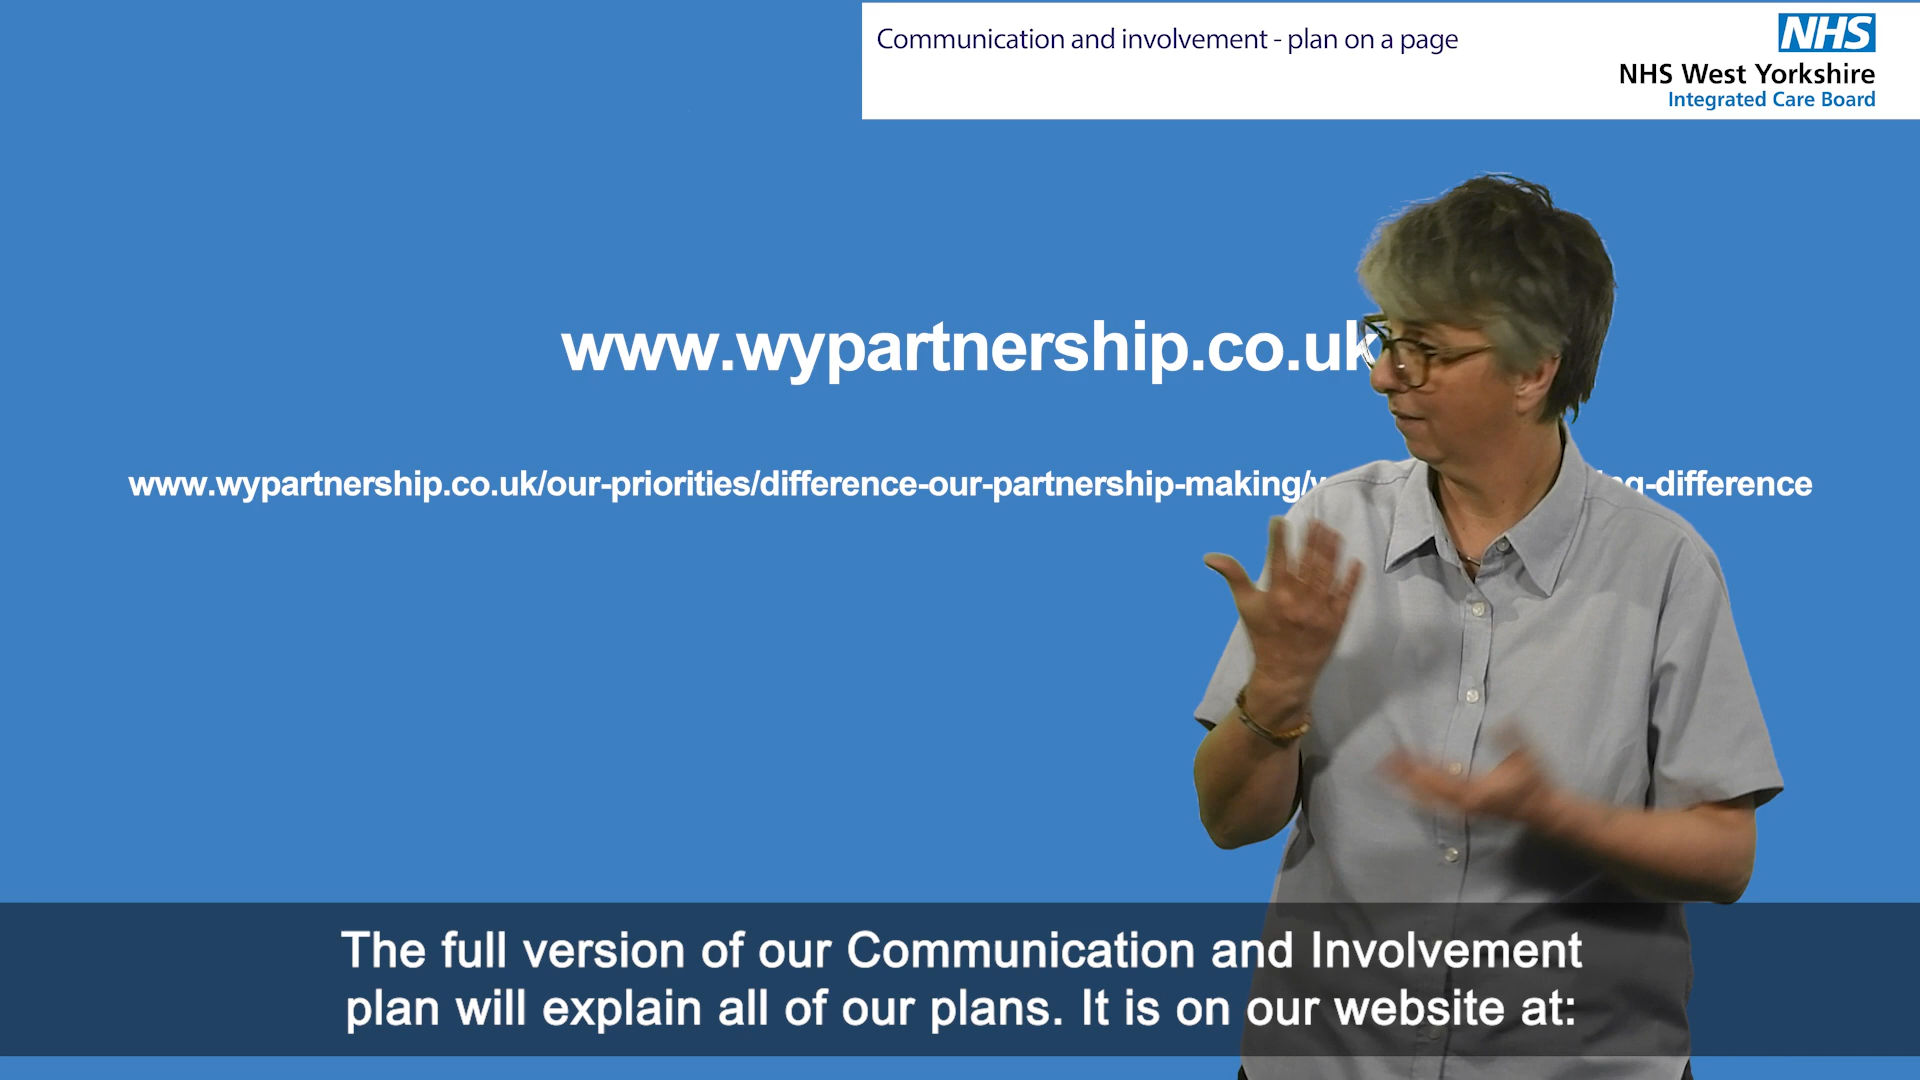 Communication and involvement - plan on a page
NHS
NHS West Yorkshire
Integrated Care Board
www.wypartnership.co.uk
www.wypartnership.co.uk/our-priorities/difference-our-partnership-making/ -difference
The full version of our Communication and Involvement
plan will explain all of our plans. It is on our website at: